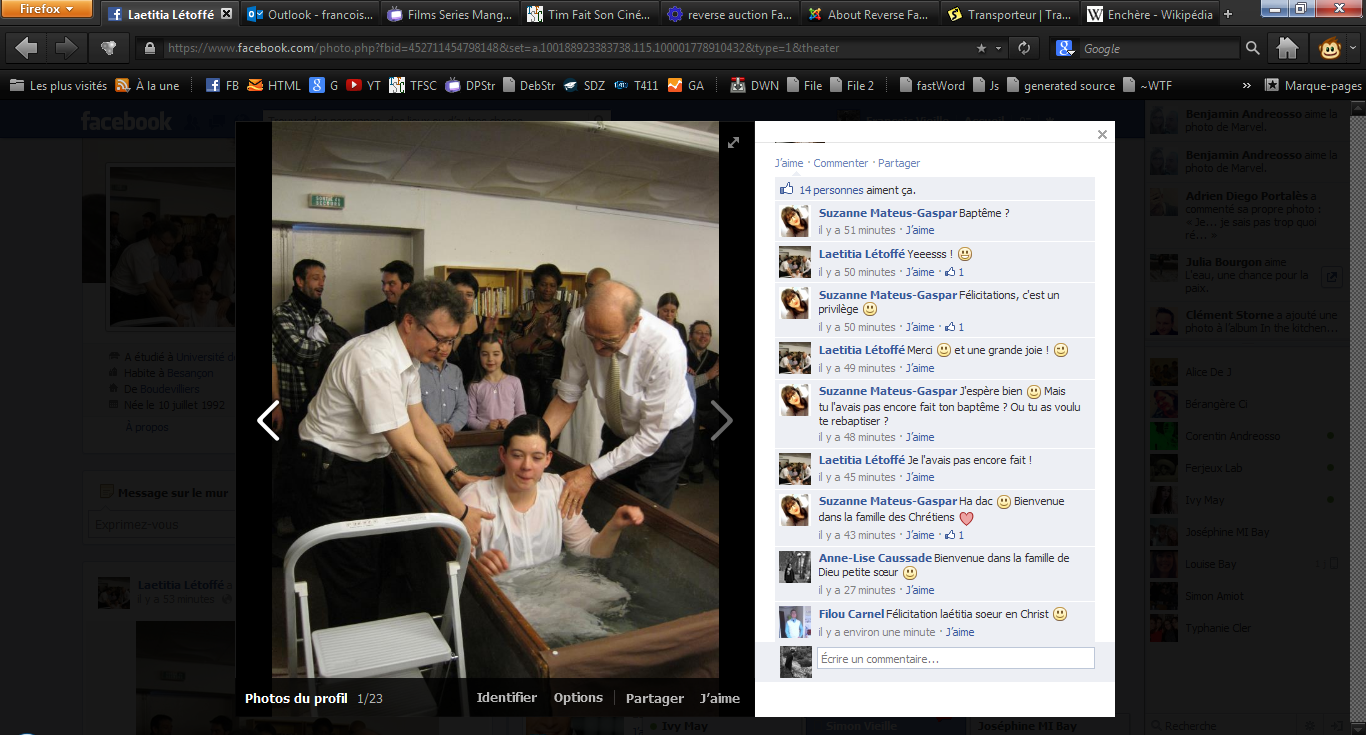 Firefox
Laetitia Létoffé
Outlook - francois...
Films Series Mang...
Tim Fait Son Ciné...
reverse auction Fa...
About Reverse Fa...
Transporteur | Tra...
Enchère - Wikipédia
https://www.facebook.com/photo.php?fbid=452711454798148&set=a.100188923383738.115.100001778910432&type=1&theater
Google
Les plus visités
À la une
FB
HTML
G
YT
TFSC
DPStr
DebStr
SDZ
T411
GA
DWN
File
File 2
fastWord
Js
generated source
~WTF
»
Marque-pages
facebook
A étudié à Université de
Habite à Besançon
De Boudevilliers
Née le 10 juillet 1992
À propos
Message sur le mur
Exprimez-vous
Laetitia Létoffé a
il y a 53 minutes
Photos du profil 1/23
Identifier Options Partager J'aime
J'aime · Commenter · Partager
14 personnes aiment ça.
Suzanne Mateus-Gaspar Baptême ?
il y a 51 minutes · J'aime
Laetitia Létoffé Yeeesss !
il y a 50 minutes · J'aime · 1
Suzanne Mateus-Gaspar Félicitations, c'est un
privilège
il y a 50 minutes · J'aime · 1
Laetitia Létoffé Merci et une grande joie !
il y a 49 minutes · J'aime
Suzanne Mateus-Gaspar J'espère bien Mais
tu l'avais pas encore fait ton baptême ? Ou tu as voulu
te rebaptiser ?
il y a 48 minutes · J'aime
Laetitia Létoffé Je l'avais pas encore fait !
il y a 45 minutes · J'aime
Suzanne Mateus-Gaspar Ha dac Bienvenue
dans la famille des Chrétiens
il y a 43 minutes · J'aime · 1
Anne-Lise Caussade Bienvenue dans la famille de
Dieu petite sœur
il y a 27 minutes · J'aime
Filou Carnel Félicitation laétitia soeur en Christ
il y a environ une minute · J'aime
Écrire un commentaire...
Benjamin Andreosso aime la
photo de Marvel.
Benjamin Andreosso aime la
photo de Marvel.
Adrien Diego Portalès a
commenté sa propre photo :
« Je... je sais pas trop quoi
ré... »
Julia Bourgon aime
L'eau, une chance pour la
paix.
Clément Storne a ajouté une
photo à l'album In the kitchen...
Alice De J
Bérangère Cl
Corentin Andreosso
Ferjeux Lab
Ivy May
Joséphine Ml Bay
Louise Bay
Simon Amiot
Typhanie Cler
Recherche
Ivy May
Simon Vieille
Joséphine Ml Bay